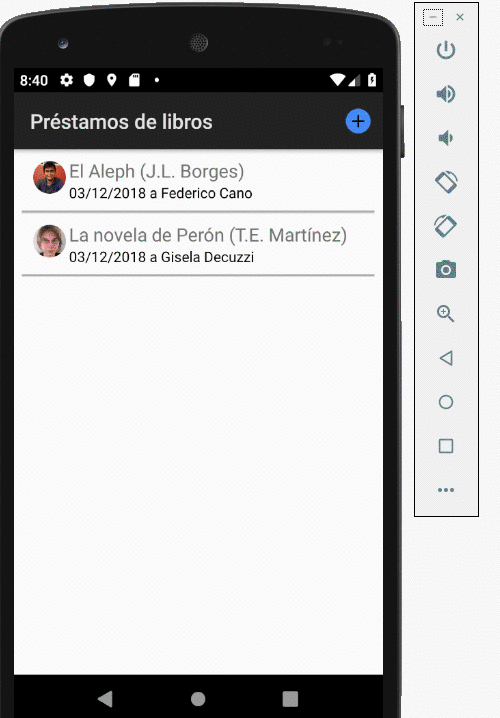 8:40
Préstamos de libros
El Aleph (J.L. Borges)
03/12/2018 a Federico Cano
La novela de Perón (T.E. Martínez)
03/12/2018 a Gisela Decuzzi